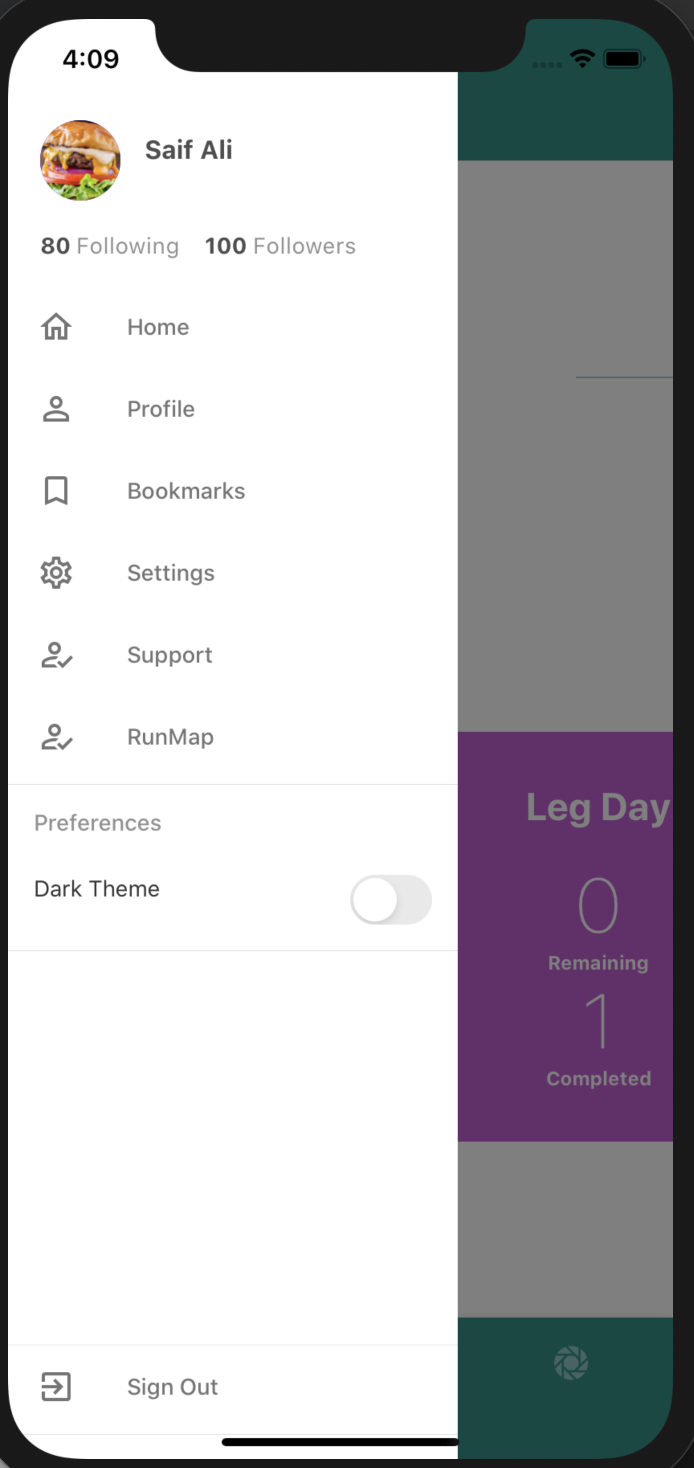 4:09
Saif Ali
80 Following 100 Followers
Home
Profile
Bookmarks
Settings
Support
RunMap
Leg Day
Preferences
Dark Theme
0
Remaining
1
Completed
Sign Out